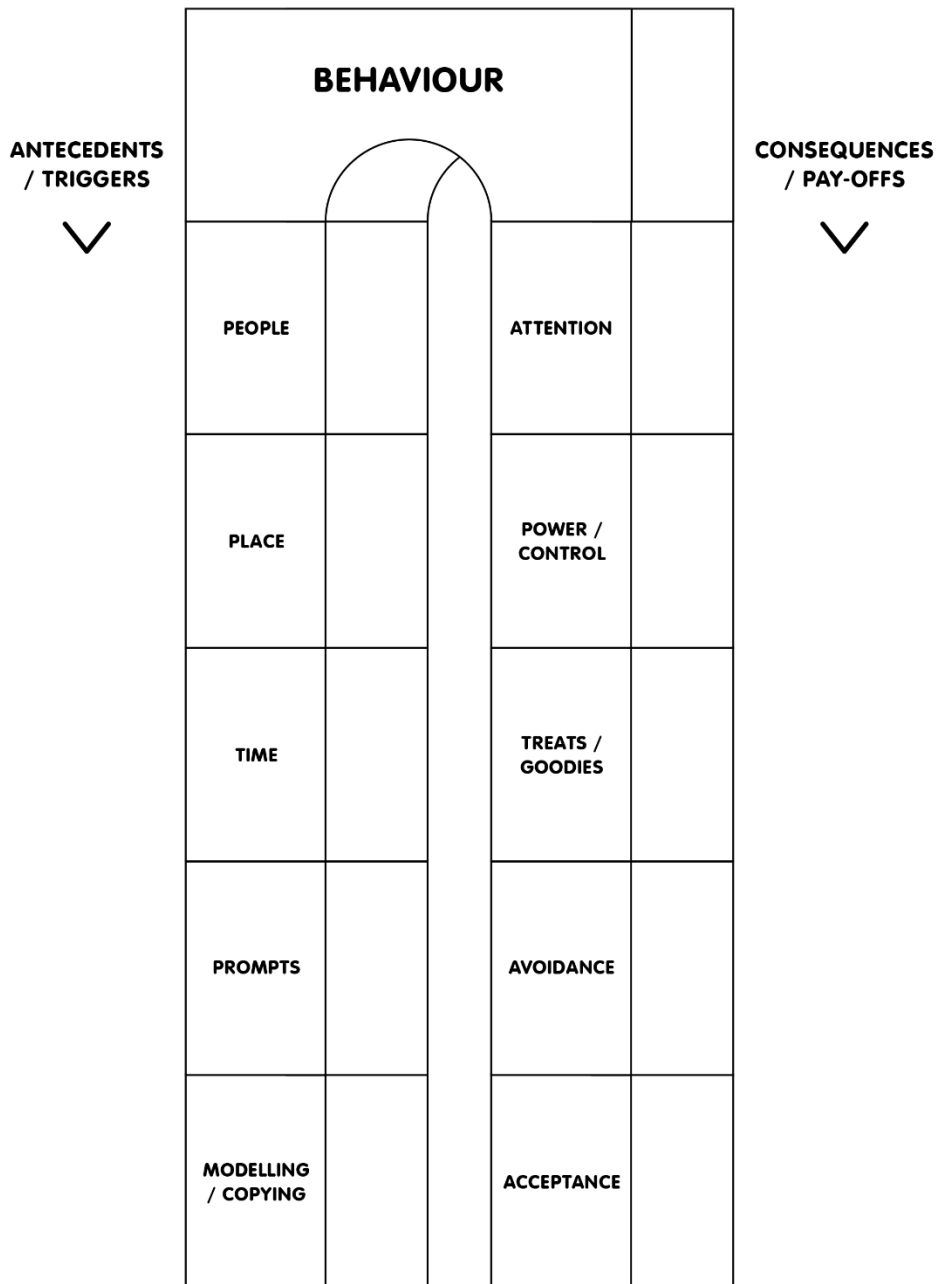 BEHAVIOUR
ANTECEDENTS
/ TRIGGERS
CONSEQUENCES
/ PAY-OFFS
PEOPLE
ATTENTION
PLACE
POWER /
CONTROL
TIME
TREATS /
GOODIES
PROMPTS
AVOIDANCE
MODELLING
/ COPYING
ACCEPTANCE